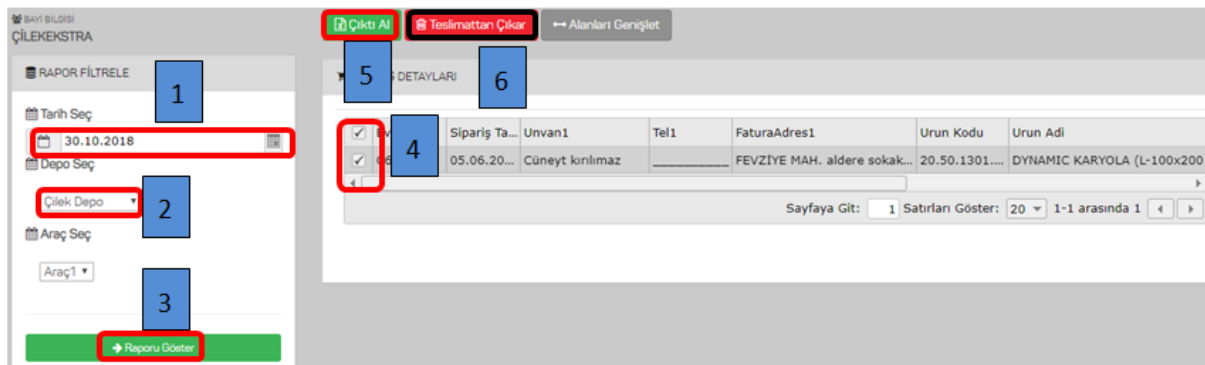 BAYİ BİLGİSİ
ÇİLEKEKSTRA
RAPOR FİLTRELE
1
Tarih Seç
30.10.2018
Depo Seç
Çilek Depo
2
Araç Seç
Araç1
3
Raporu Göster
Çıktı Al
Teslimattan Çıkar
Alanları Genişlet
5
DETAYLARI
6
4
Sipariş Ta... Unvan1 Tel1 FaturaAdres1 Urun Kodu Urun Adi
05.06.20... Cüneyt kırılımaz __________ FEVZİYE MAH. aldere sokak... 20.50.1301.... DYNAMIC KARYOLA (L-100x200
Sayfaya Git: 1 Satırları Göster: 20 1-1 arasında 1